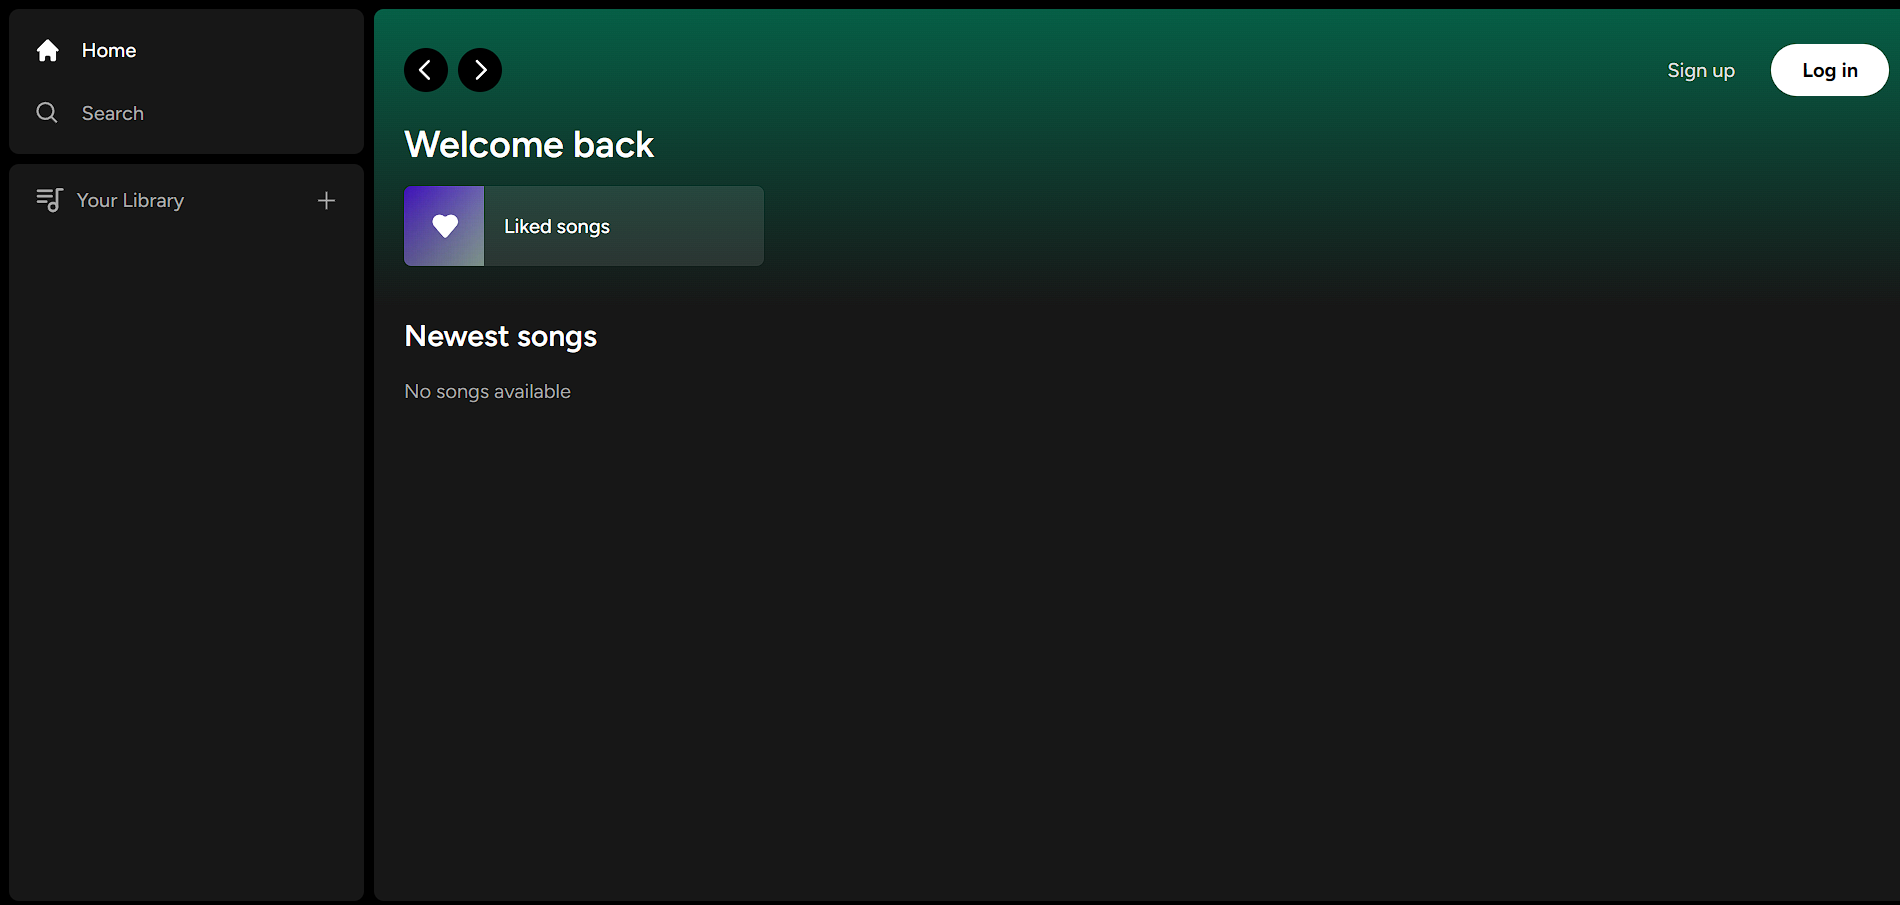 Home
Search
Your Library
Sign up
Log in
Welcome back
Liked songs
Newest songs
No songs available